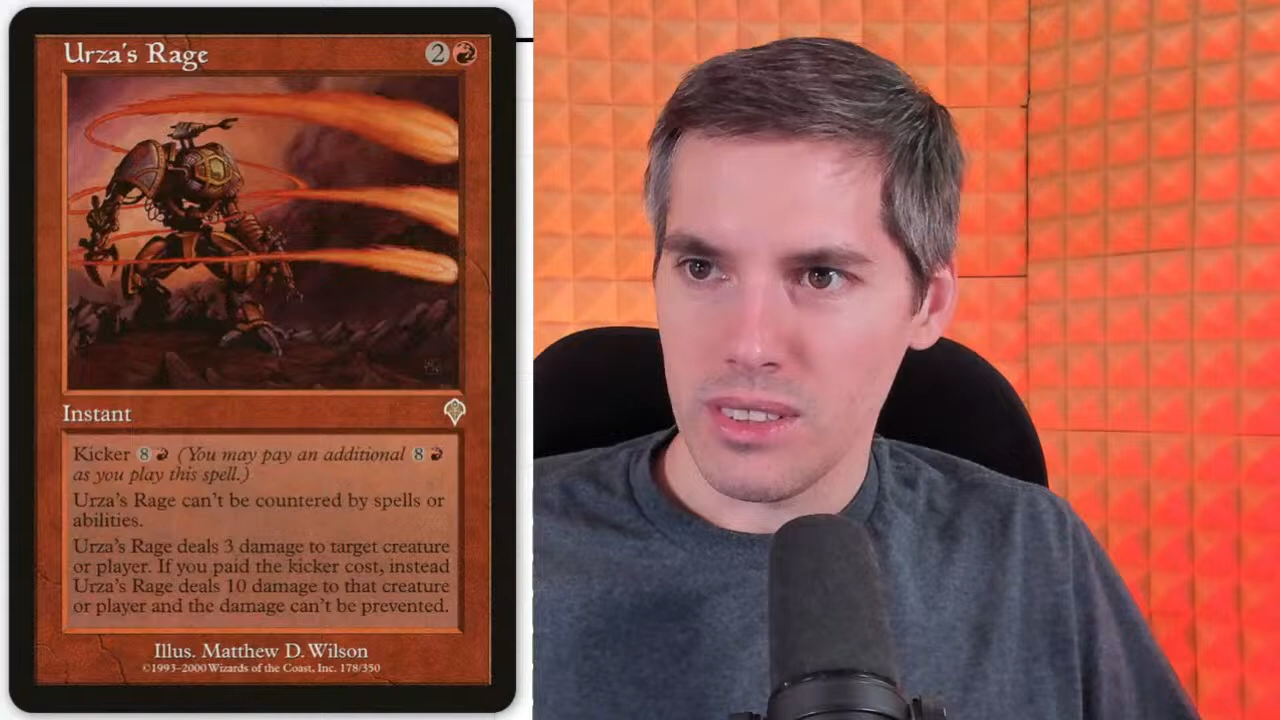 Urza's Rage
2
Instant
Kicker 8 (You may pay an additional 8
as you play this spell.)
Urza's Rage can't be countered by spells or
abilities.
Urza's Rage deals 3 damage to target creature
or player. If you paid the kicker cost, instead
Urza's Rage deals 10 damage to that creature
or player and the damage can't be prevented.
Illus. Matthew D. Wilson
©1993–2000 Wizards of the Coast, Inc. 178/350